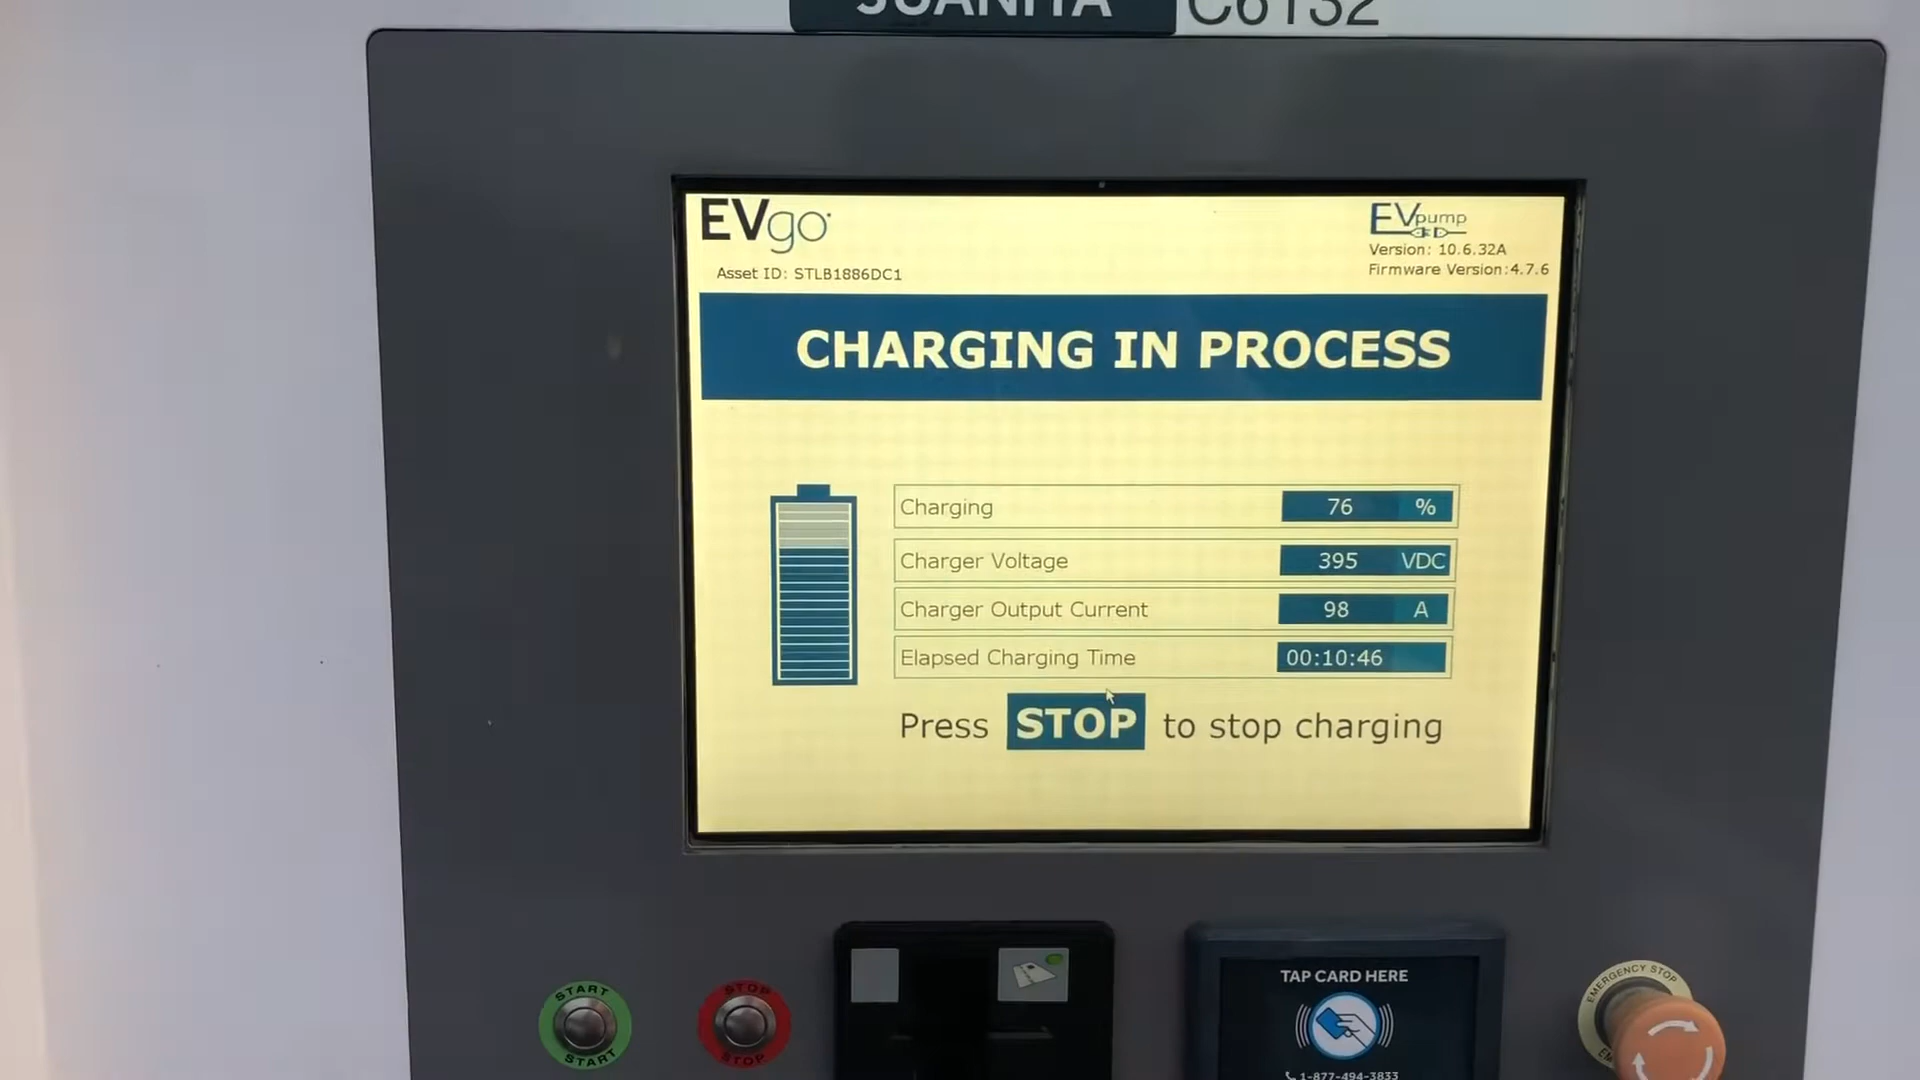 JUANITA C6132
EVgo
EVpump
Version: 10.6.32A
Asset ID: STLB1886DC1
Firmware Version:4.7.6
CHARGING IN PROCESS
Charging 76 %
Charger Voltage 395 VDC
Charger Output Current 98 A
Elapsed Charging Time 00:10:46
Press STOP to stop charging
START
START
STOP
STOP
TAP CARD HERE
1-877-494-3833
EMERGENCY STOP